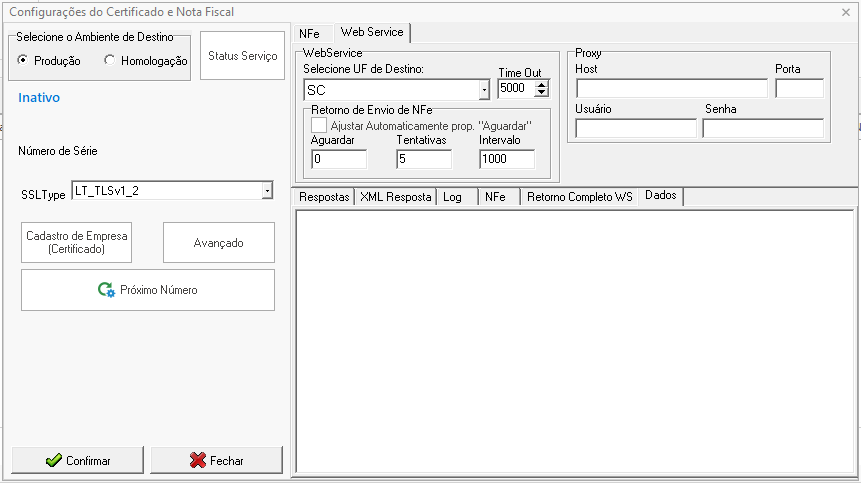 Configurações do Certificado e Nota Fiscal
Selecione o Ambiente de Destino
Produção
Homologação
Status Serviço
Inativo
Número de Série
SSLType
LT_TLSv1_2
Cadastro de Empresa
(Certificado)
Avançado
Próximo Número
Confirmar
Fechar
NFe
Web Service
WebService
Selecione UF de Destino:
SC
Time Out
5000
Retorno de Envio de NFe
Ajustar Automaticamente prop. "Aguardar"
Aguardar
Tentativas
Intervalo
0
5
1000
Proxy
Host
Porta
Usuário
Senha
Respostas
XML Resposta
Log
NFe
Retorno Completo WS
Dados